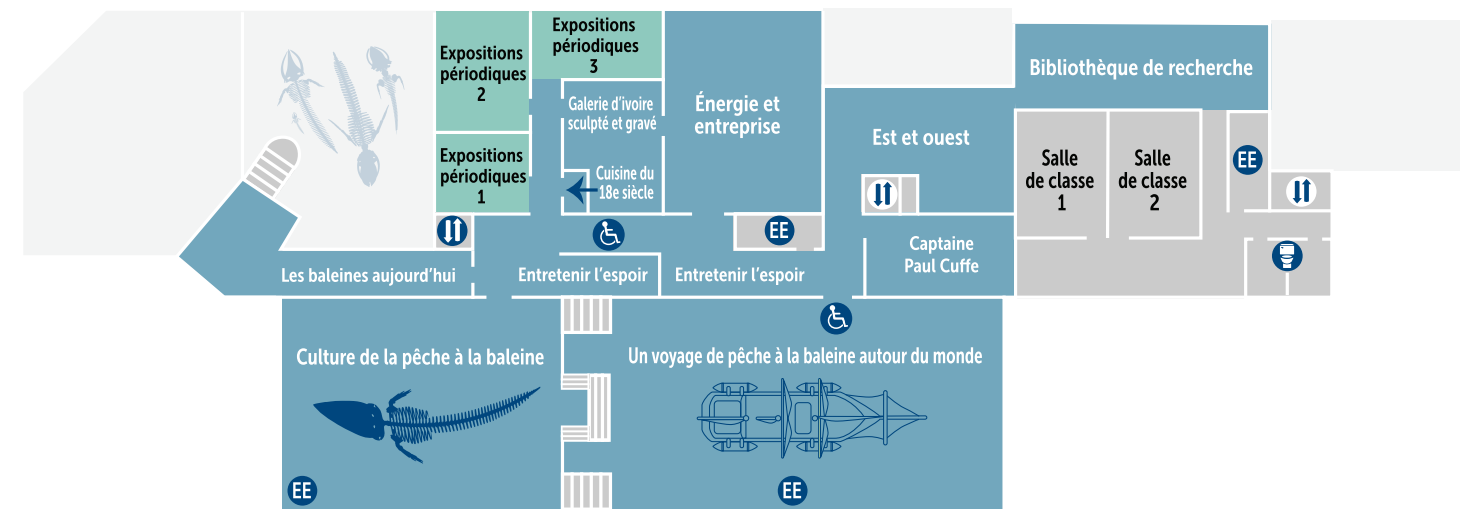 Expositions
périodiques
2
Expositions
périodiques
3
Expositions
périodiques
1
Galerie d'ivoire
sculpté et gravé
Cuisine du
18e siècle
Énergie et
entreprise
Est et ouest
Bibliothèque de recherche
Salle
de classe
1
Salle
de classe
2
EE
EE
Captaine
Paul Cuffe
Les baleines aujourd'hui
Entretenir l'espoir
Entretenir l'espoir
Culture de la pêche à la baleine
Un voyage de pêche à la baleine autour du monde
EE
EE